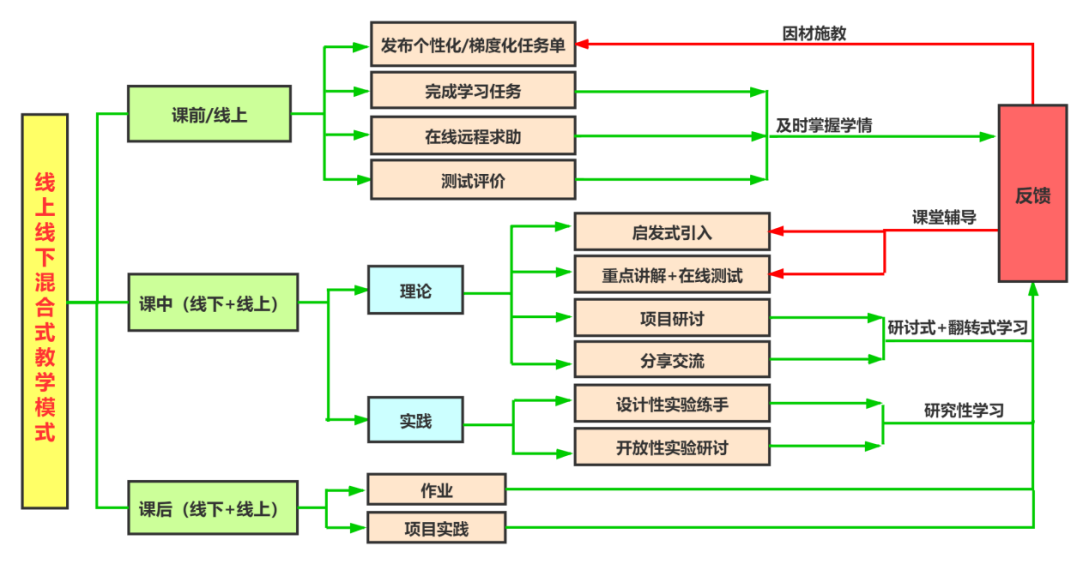 线上线下混合式教学模式
课前/线上
发布个性化/梯度化任务单
完成学习任务
在线远程求助
测试评价
因材施教
及时掌握学情
反馈
课中（线下+线上）
理论
启发式引入
重点讲解+在线测试
项目研讨
分享交流
课堂辅导
研讨式+翻转式学习
实践
设计性实验练手
开放性实验研讨
研究性学习
课后（线下+线上）
作业
项目实践